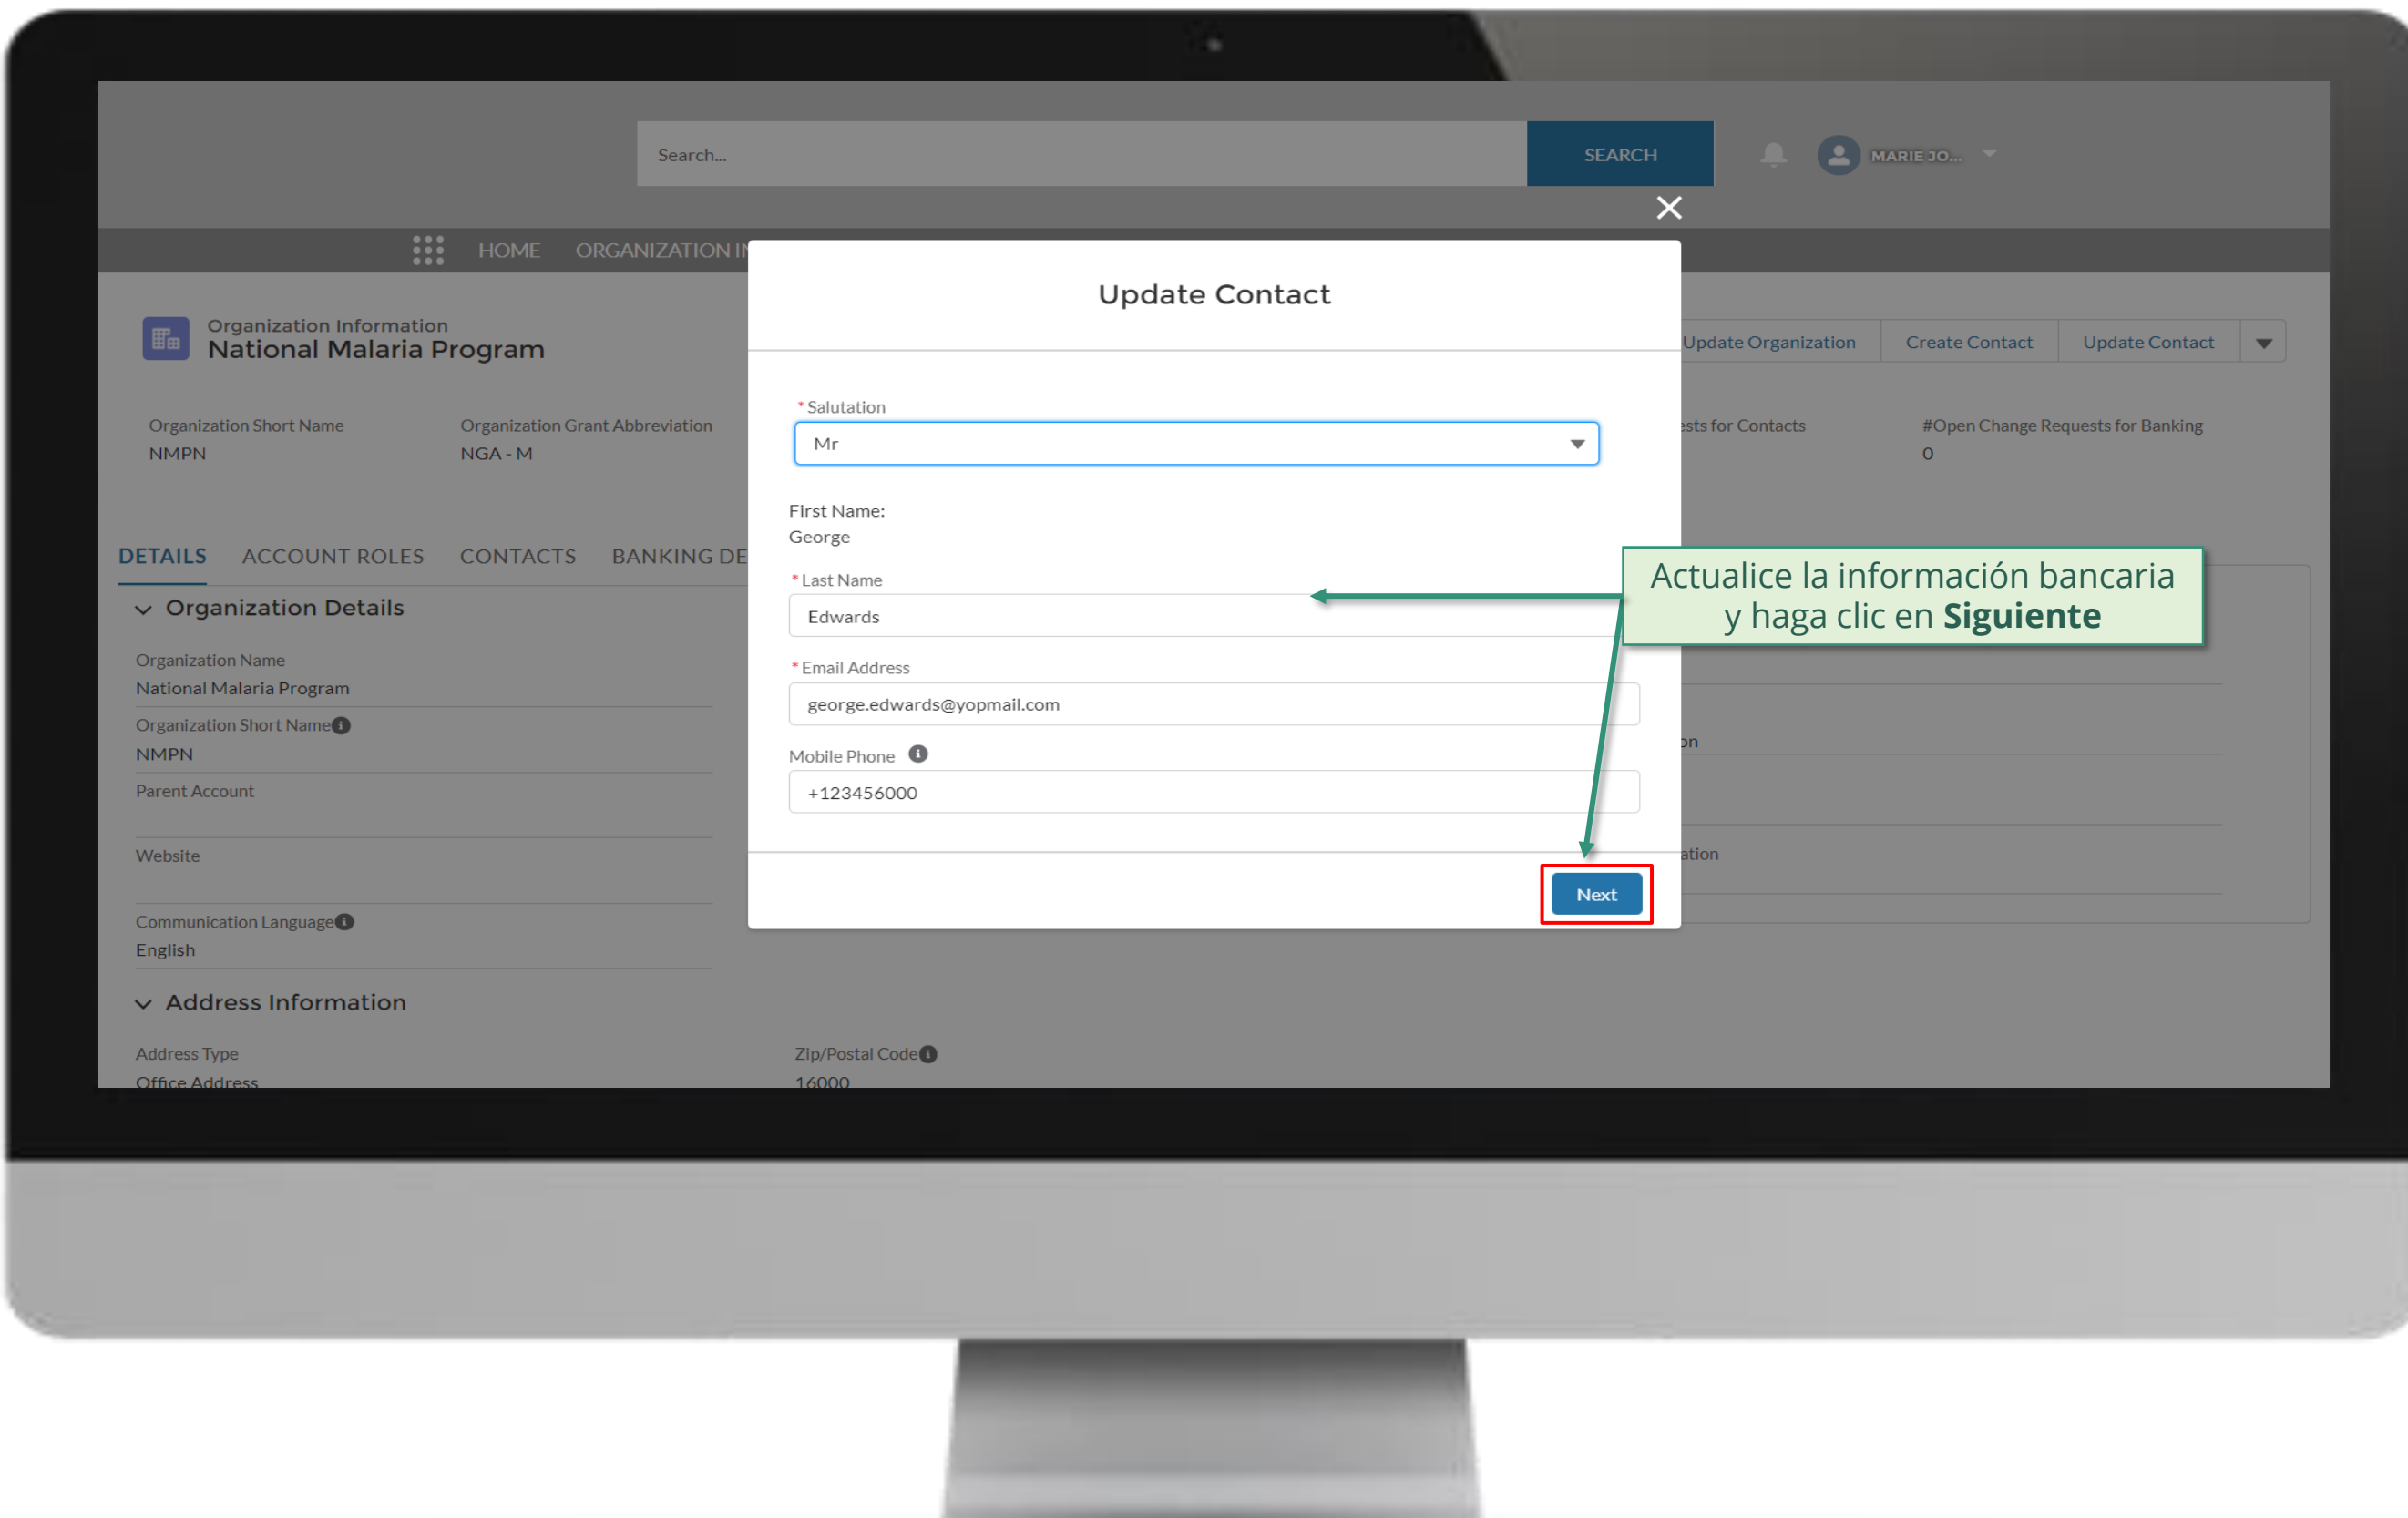 Search...
SEARCH
MARIE JO...
HOME
ORGANIZATION IN
Update Contact
Organization Information
National Malaria Program
Update Organization
Create Contact
Update Contact
Organization Short Name
NMPN
Organization Grant Abbreviation
NGA - M
ests for Contacts
#Open Change Requests for Banking
0
*Salutation
Mr
First Name:
George
*Last Name
Edwards
*Email Address
george.edwards@yopmail.com
Mobile Phone
+123456000
Next
Actualice la información bancaria
y haga clic en Siguiente
DETAILS
ACCOUNT ROLES
CONTACTS
BANKING DE
Organization Details
Organization Name
National Malaria Program
Organization Short Name
NMPN
Parent Account
Website
Communication Language
English
on
ation
Address Information
Address Type
Office Address
Zip/Postal Code
16000